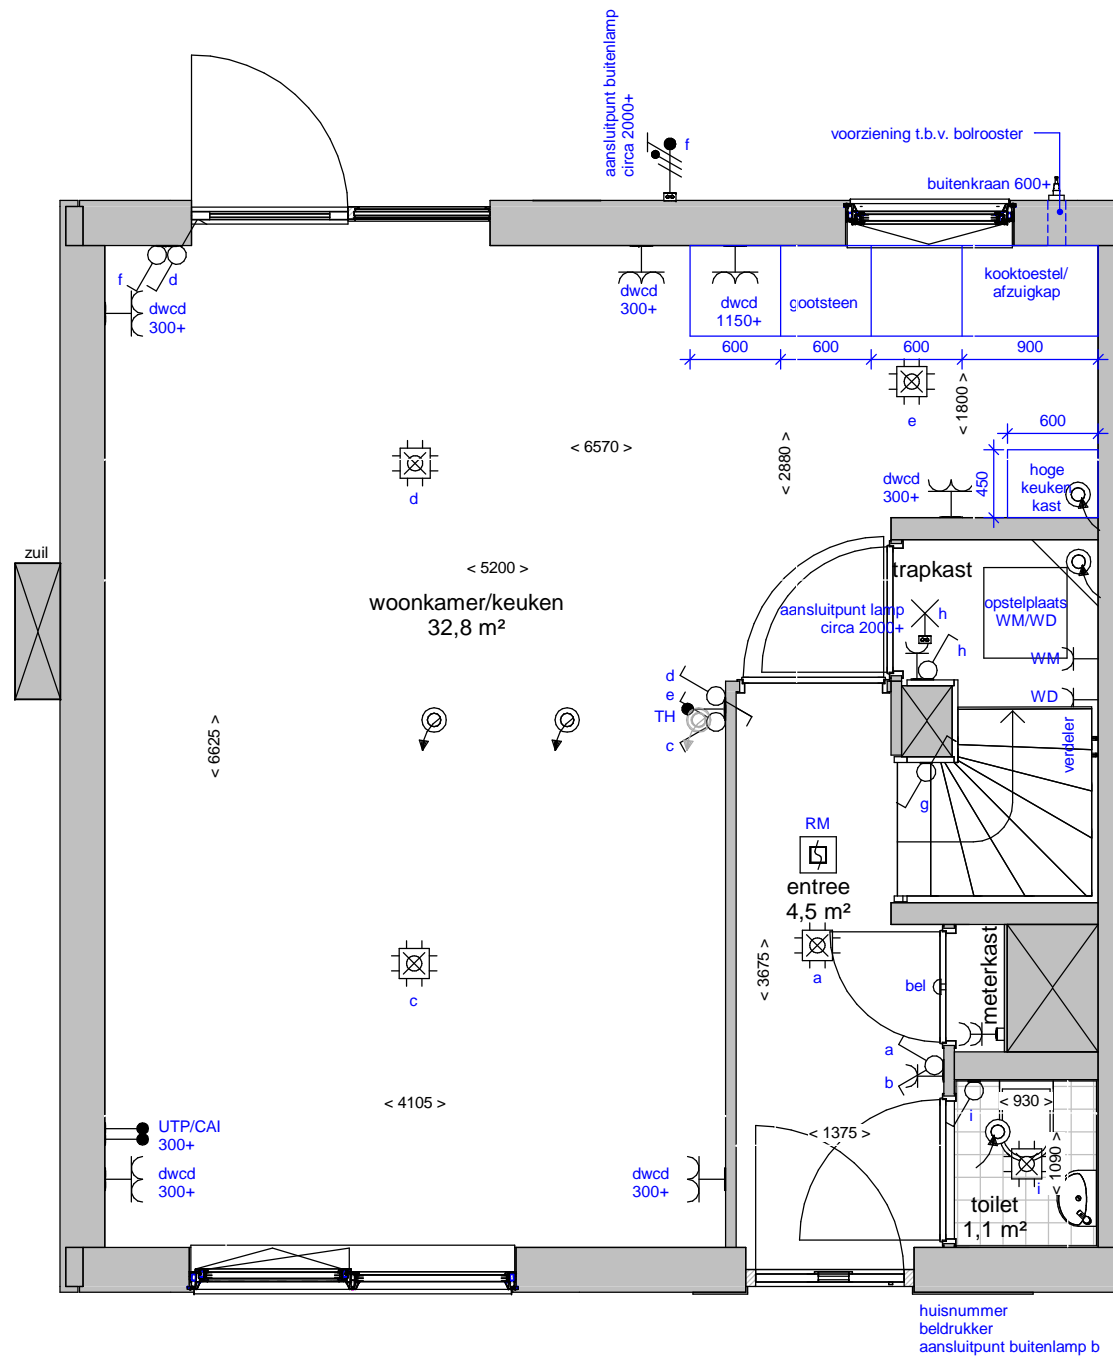 aansluitpunt buitenlamp
circa 2000+
f
voorziening t.b.v. bolrooster
buitenkraan 600+
f
d
dwcd
300+
dwcd
300+
dwcd
1150+
gootsteen
kooktoestel/
afzuigkap
600
600
600
900
e
< 1800 >
600
< 6570 >
< 2880 >
d
dwcd
300+
450
hoge
keuken
kast
zuil
< 5200 >
trapkast
woonkamer/keuken
32,8 m²
aansluitpunt lamp
circa 2000+
h
opstelplaats
WM/WD
h
WM
d
e
WD
TH
c
verdeler
< 6625 >
g
RM
entree
4,5 m²
< 3675 >
a
c
bel
meterkast
a
b
< 4105 >
< 1375 >
i
< 930 >
UTP/CAI
300+
< 1090 >
dwcd
300+
dwcd
300+
i
toilet
1,1 m²
huisnummer
beldrukker
aansluitpunt buitenlamp b